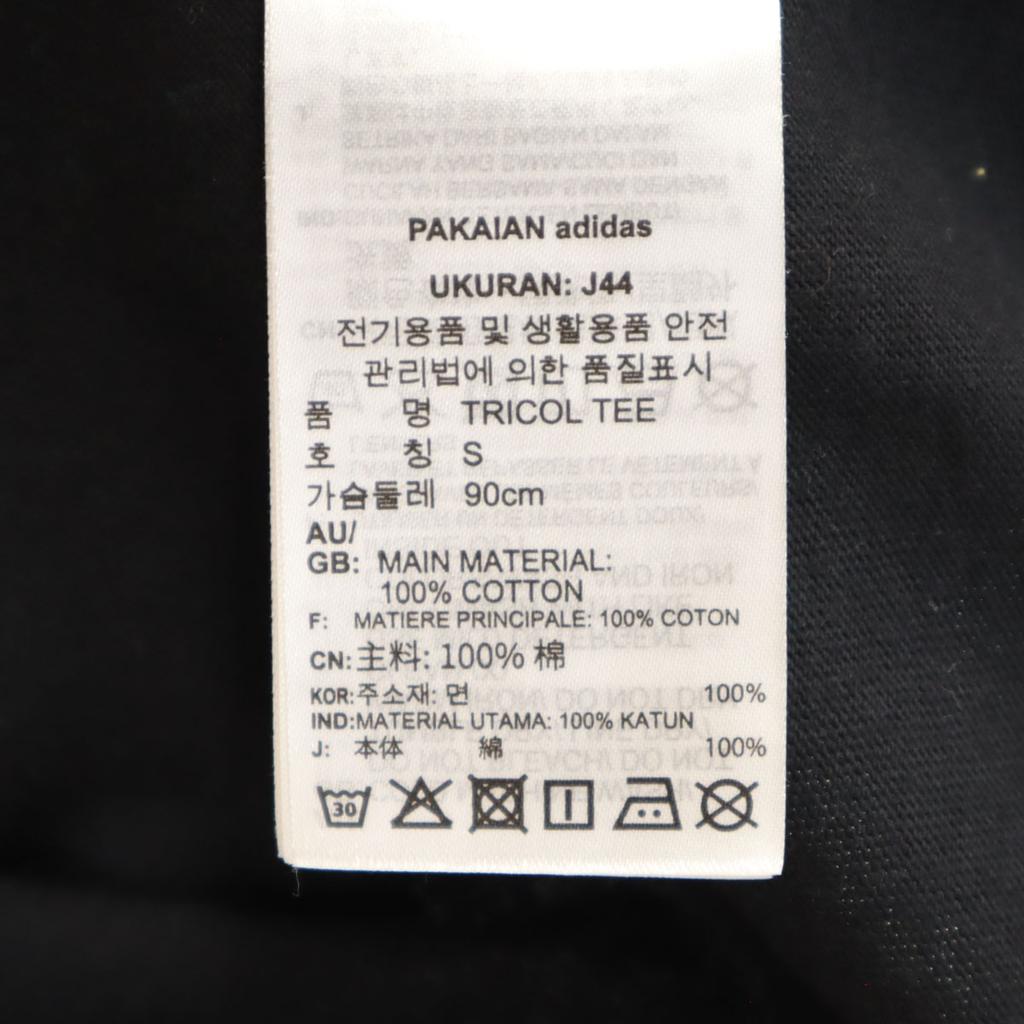 PAKAIAN adidas
UKURAN: J44
전기용품 및 생활용품 안전
관리법에 의한 품질표시
품 명 TRICOL TEE
호 칭 S
가슴둘레 90cm
AU/
GB: MAIN MATERIAL:
100% COTTON
F: MATIERE PRINCIPALE: 100% COTON
CN: 主料: 100% 棉
KOR: 주소재: 면 100%
IND: MATERIAL UTAMA: 100% KATUN
J: 本体 綿 100%
30